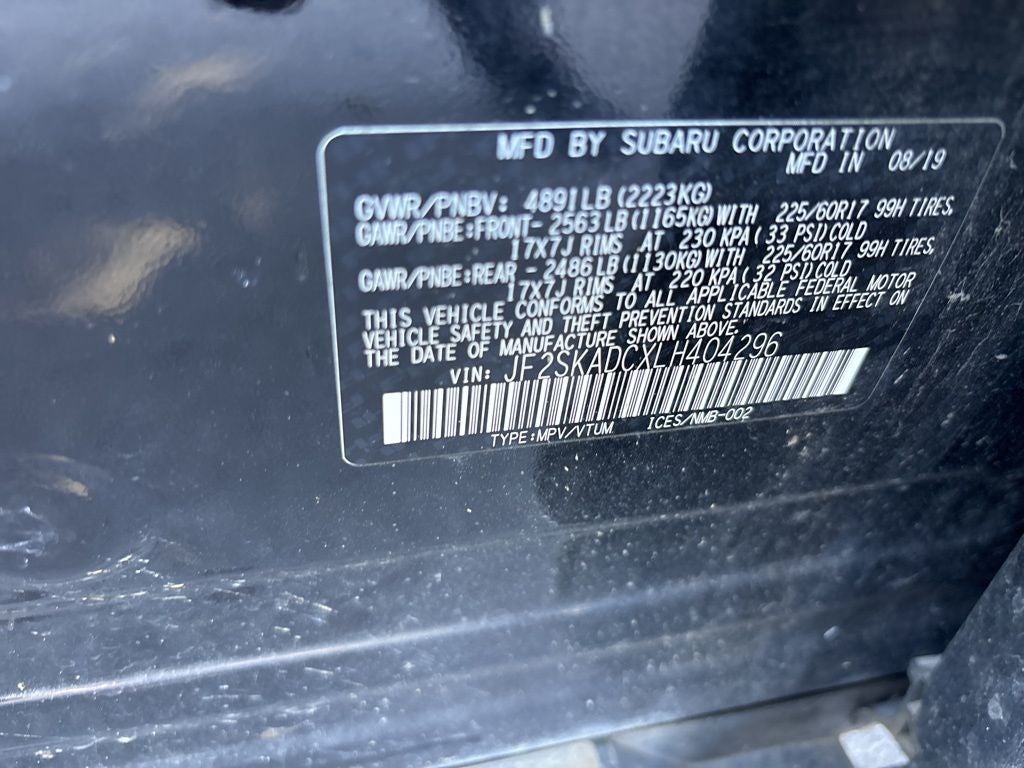 MFD BY SUBARU CORPORATION
MFD IN 08/19
GVWR/PNBV: 4891LB (2223KG)
GAWR/PNBE:FRONT- 2563LB(1165KG)WITH 225/60R17 99H TIRES,
17X7J RIMS AT 230 KPA ( 33 PSI)COLD
GAWR/PNBE:REAR - 2486LB(1130KG)WITH 225/60R17 99H TIRES,
17X7J RIMS AT 220 KPA ( 32 PSI)COLD
THIS VEHICLE CONFORMS TO ALL APPLICABLE FEDERAL MOTOR
VEHICLE SAFETY AND THEFT PREVENTION STANDARDS IN EFFECT ON
THE DATE OF MANUFACTURE SHOWN ABOVE.
VIN: JF2SKADCXLH404296
TYPE:MPV/VTUM ICES/NMB-002